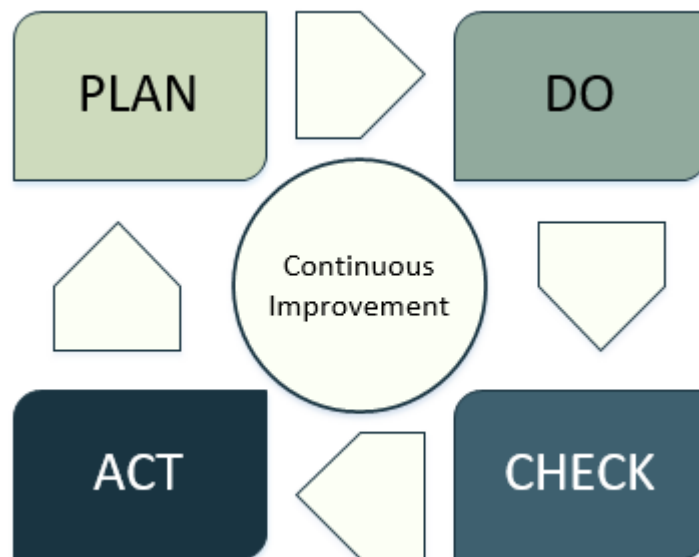 PLAN
DO
Continuous
Improvement
ACT
CHECK